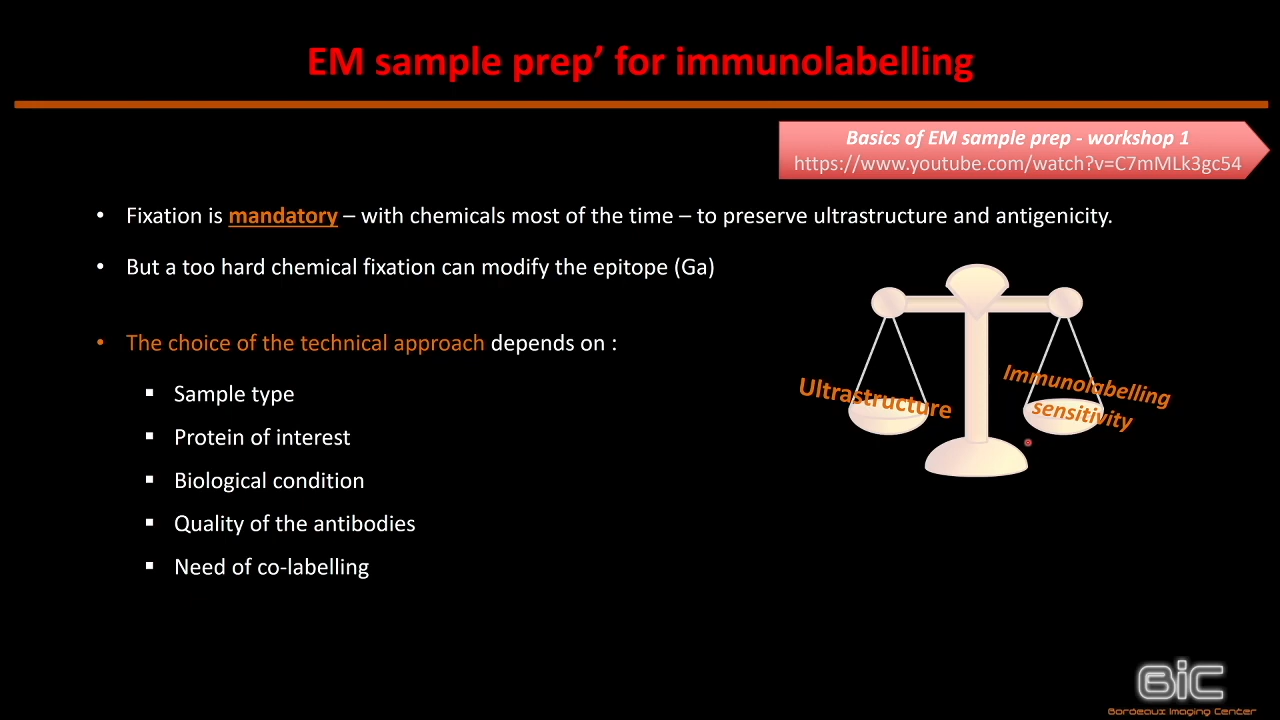 EM sample prep’ for immunolabelling
Basics of EM sample prep - workshop 1
https://www.youtube.com/watch?v=C7mMLk3gc54
• Fixation is mandatory – with chemicals most of the time – to preserve ultrastructure and antigenicity.
• But a too hard chemical fixation can modify the epitope (Ga)
• The choice of the technical approach depends on :
▪ Sample type
▪ Protein of interest
▪ Biological condition
▪ Quality of the antibodies
▪ Need of co-labelling
Ultrastructure
Immunolabelling
sensitivity
BiC
Bordeaux Imaging Center